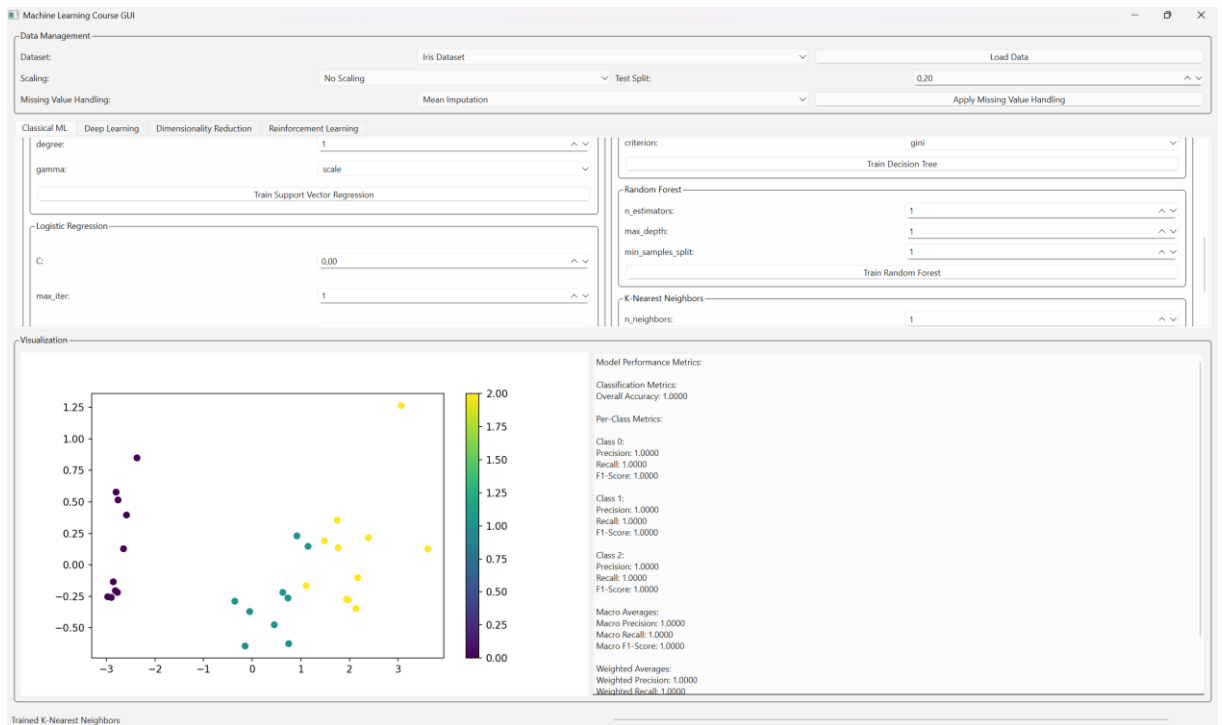 Machine Learning Course GUI
Data Management
Dataset: Iris Dataset Load Data
Scaling: No Scaling Test Split: 0,20
Missing Value Handling: Mean Imputation Apply Missing Value Handling
Classical ML Deep Learning Dimensionality Reduction Reinforcement Learning
degree: 1
gamma: scale
Train Support Vector Regression
Logistic Regression
C: 0,00
max_iter: 1
criterion: gini
Train Decision Tree
Random Forest
n_estimators: 1
max_depth: 1
min_samples_split: 1
Train Random Forest
K-Nearest Neighbors
n_neighbors: 1
Visualization
1.25
1.00
0.75
0.50
0.25
0.00
−0.25
−0.50
−3 −2 −1 0 1 2 3
2.00
1.75
1.50
1.25
1.00
0.75
0.50
0.25
0.00
Model Performance Metrics:
Classification Metrics:
Overall Accuracy: 1.0000
Per-Class Metrics:
Class 0:
Precision: 1.0000
Recall: 1.0000
F1-Score: 1.0000
Class 1:
Precision: 1.0000
Recall: 1.0000
F1-Score: 1.0000
Class 2:
Precision: 1.0000
Recall: 1.0000
F1-Score: 1.0000
Macro Averages:
Macro Precision: 1.0000
Macro Recall: 1.0000
Macro F1-Score: 1.0000
Weighted Averages:
Weighted Precision: 1.0000
Weighted Recall: 1.0000
Trained K-Nearest Neighbors